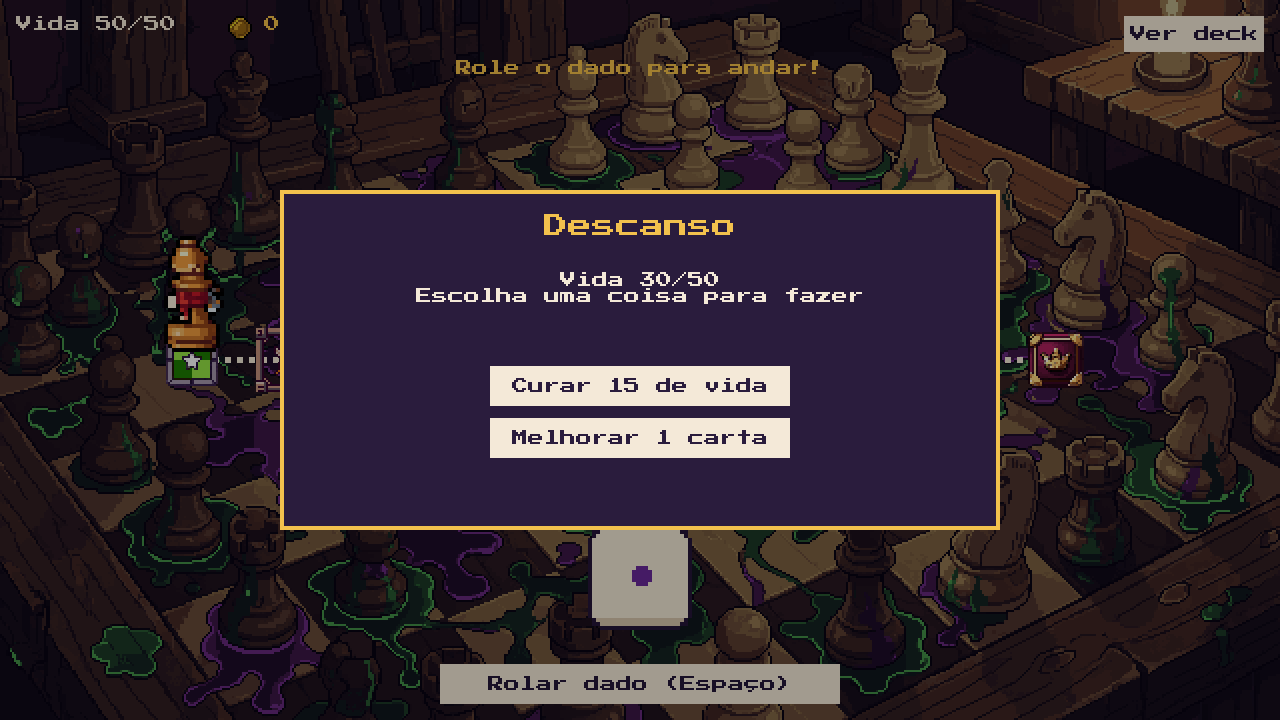 Vida 50/50
0
Ver deck
Role o dado para andar!
Descanso
Vida 30/50
Escolha uma coisa para fazer
Curar 15 de vida
Melhorar 1 carta
Rolar dado (Espaço)